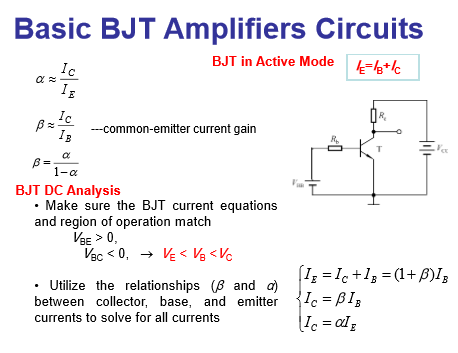 Basic BJT Amplifiers Circuits
BJT in Active Mode
I_E=I_B+I_C
α ≈ I_C / I_E
β ≈ I_C / I_B ---common-emitter current gain
β = α / 1−α
R_c
R_b
T
V_CC
V_BB
BJT DC Analysis
• Make sure the BJT current equations
and region of operation match
V_BE > 0,
V_BC < 0, → V_E < V_B < V_C
• Utilize the relationships (β and α)
between collector, base, and emitter
currents to solve for all currents
I_E = I_C + I_B = (1+ β)I_B
I_C = βI_B
I_C = αI_E